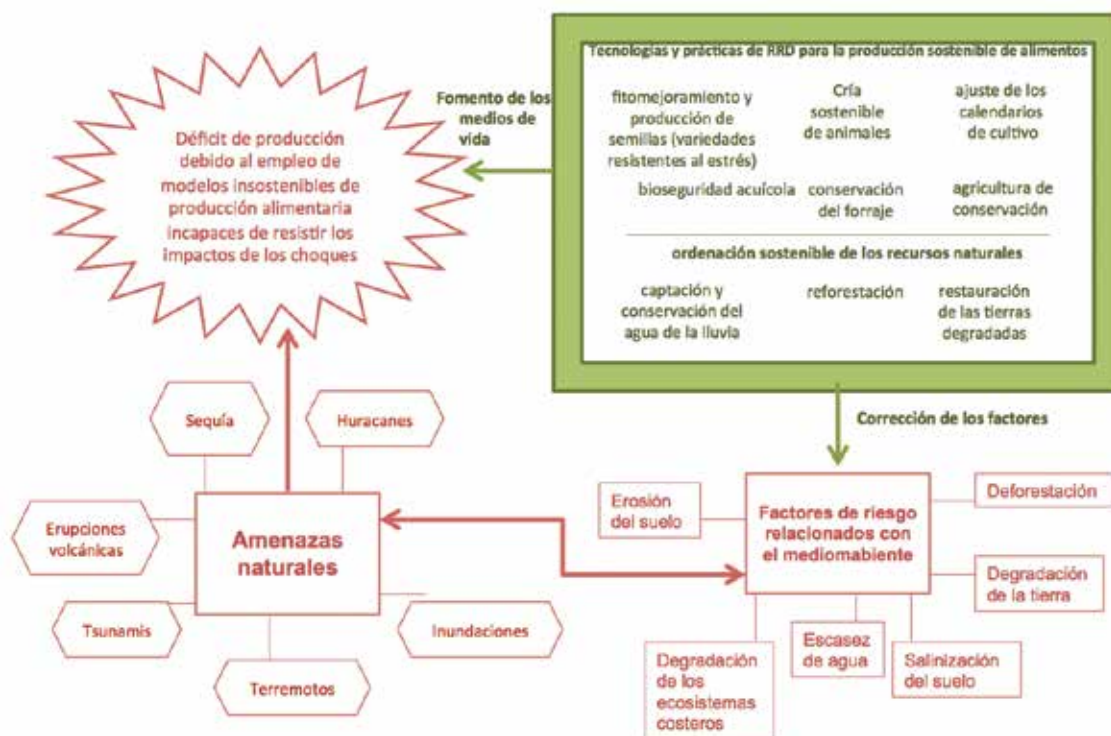 Tecnologías y prácticas de RRD para la producción sostenible de alimentos
fitomejoramiento y
producción de
semillas (variedades
resistentes al estrés)
Cría
sostenible
de animales
ajuste de los
calendarios
de cultivo
bioseguridad acuícola
conservación
del forraje
agricultura de
conservación
ordenación sostenible de los recursos naturales
captación y
conservación del
agua de la lluvia
reforestación
restauración
de las tierras
degradadas
Fomento de los
medios de
vida
Déficit de producción
debido al empleo de
modelos insostenibles de
producción alimentaria
incapaces de resistir los
impactos de los choques
Corrección de los factores
Sequía
Huracanes
Erupciones
volcánicas
Amenazas
naturales
Tsunamis
Inundaciones
Terremotos
Erosión
del suelo
Factores de riesgo
relacionados con
el mediomabiente
Deforestación
Degradación
de la tierra
Degradación
de los
ecosistemas
costeros
Escasez
de agua
Salinización
del suelo